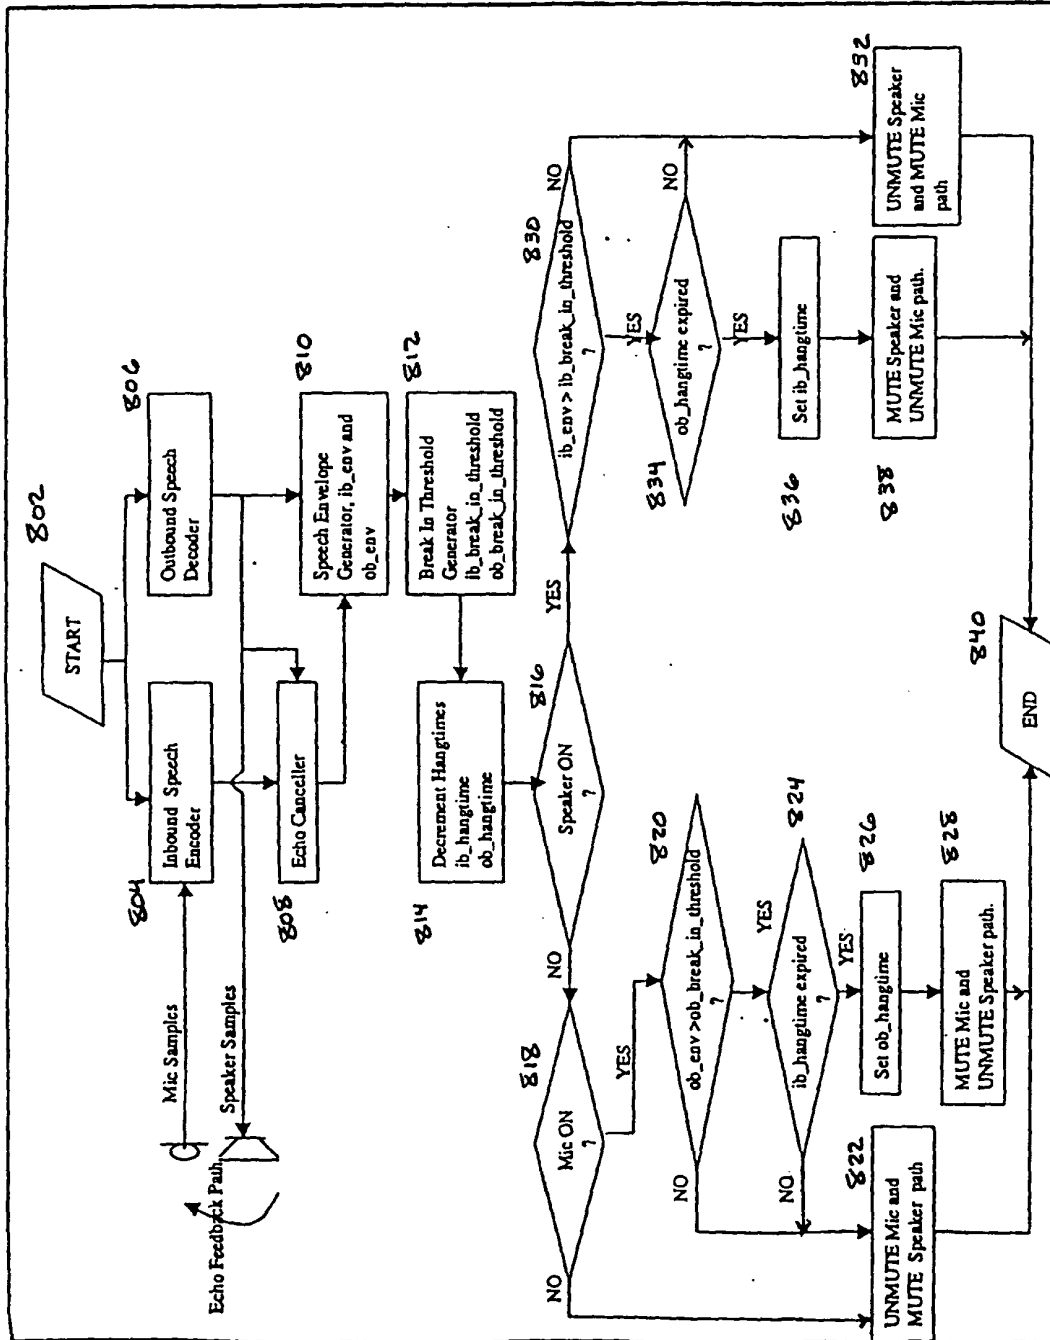 802
START
804
Inbound Speech
Encoder
806
Outbound Speech
Decoder
Mic Samples
Speaker Samples
Echo Feedback Path
808
Echo Canceller
810
Speech Envelope
Generator, ib_env and
ob_env
812
Break In Threshold
Generator
ib_break_in_threshold
ob_break_in_threshold
814
Decrement Hangtimes
ib_hangtime
ob_hangtime
816
Speaker ON
?
NO
YES
818
Mic ON
?
NO
YES
820
ob_env > ob_break_in_threshold
?
NO
YES
824
ib_hangtime expired
?
NO
YES
826
Set ob_hangtime
828
MUTE Mic and
UNMUTE Speaker path.
822
UNMUTE Mic and
MUTE Speaker path
830
ib_env > ib_break_in_threshold
?
NO
YES
834
ob_hangtime expired
?
NO
YES
836
Set ib_hangtime
838
MUTE Speaker and
UNMUTE Mic path.
832
UNMUTE Speaker
and MUTE Mic
path
840
END